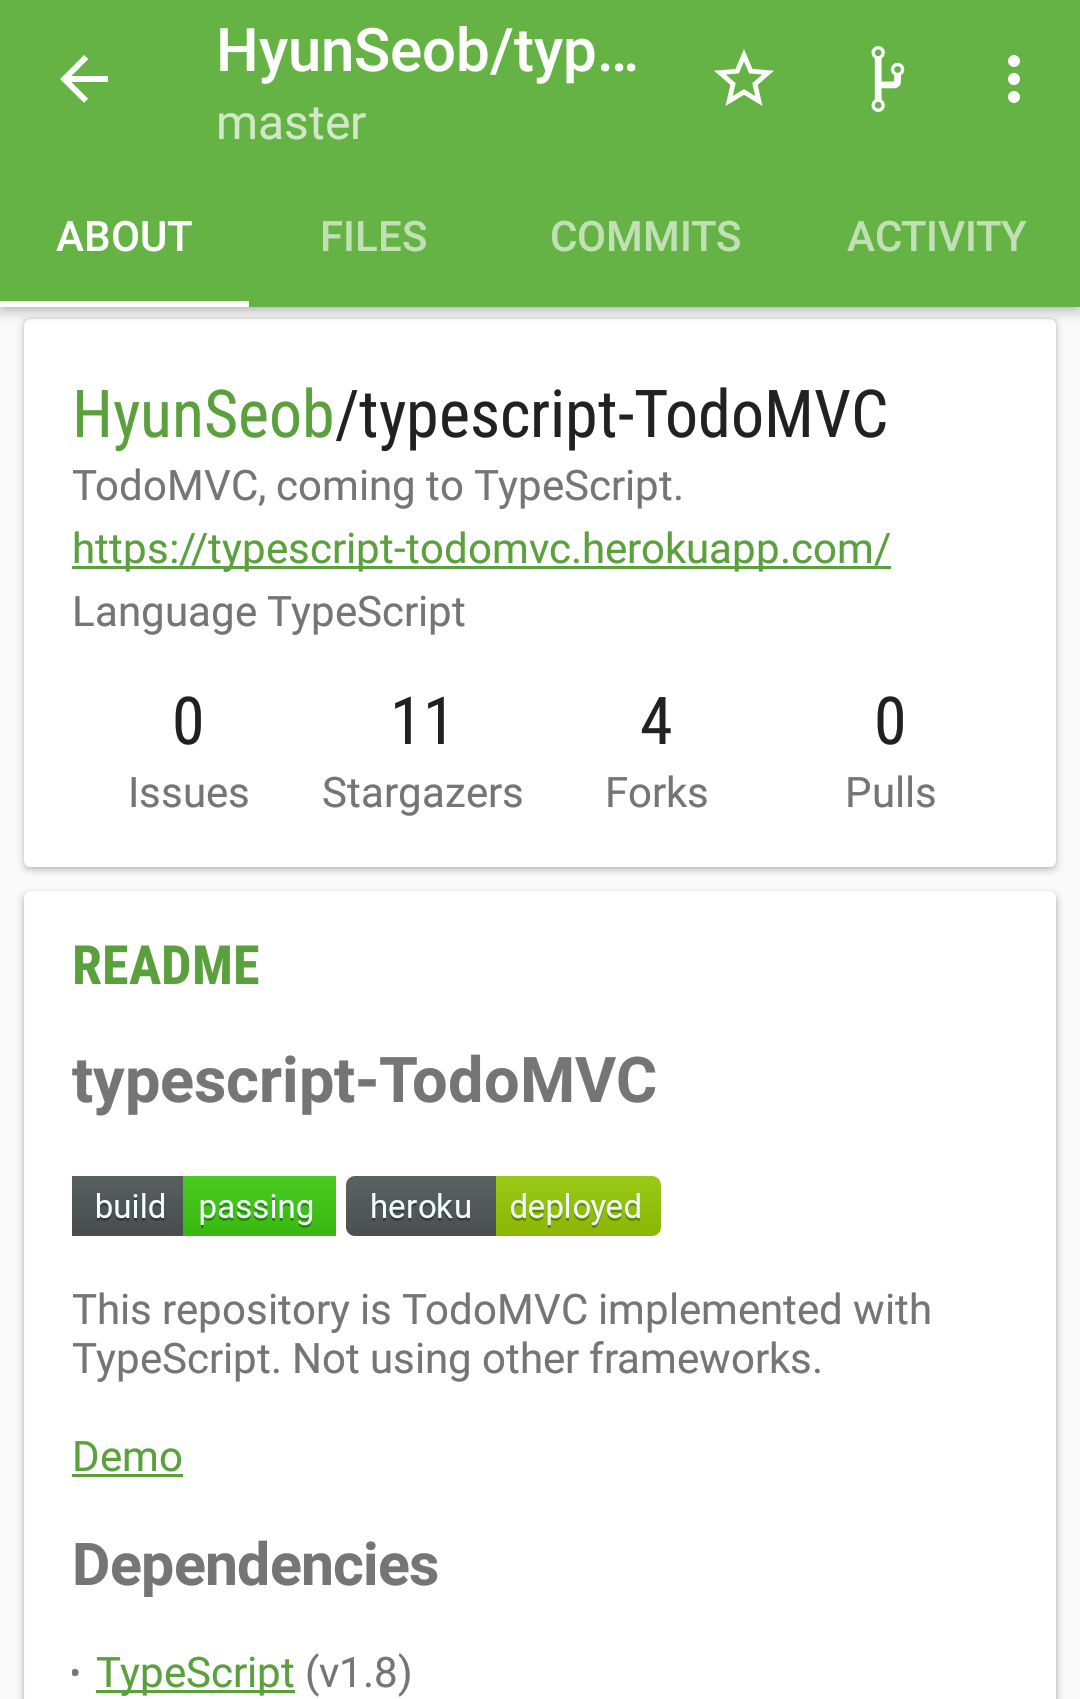 HyunSeob/typ...
master
ABOUT FILES COMMITS ACTIVITY
HyunSeob/typescript-TodoMVC
TodoMVC, coming to TypeScript.
https://typescript-todomvc.herokuapp.com/
Language TypeScript
0 11 4 0
Issues Stargazers Forks Pulls
README
typescript-TodoMVC
build passing heroku deployed
This repository is TodoMVC implemented with
TypeScript. Not using other frameworks.
Demo
Dependencies
• TypeScript (v1.8)